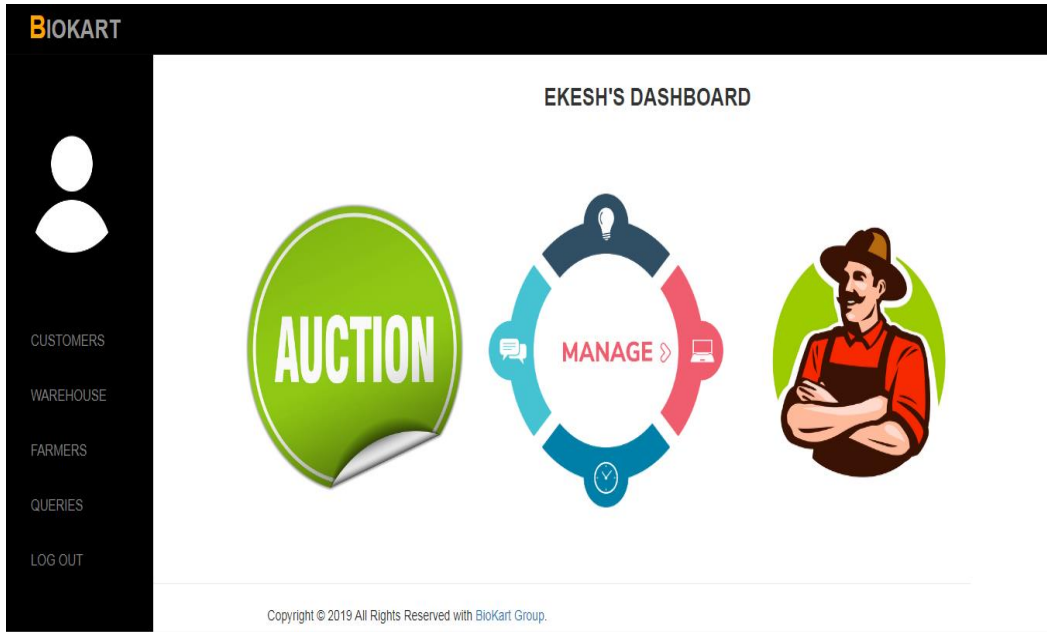 BIOKART
EKESH'S DASHBOARD
AUCTION
MANAGE
CUSTOMERS
WAREHOUSE
FARMERS
QUERIES
LOG OUT
Copyright © 2019 All Rights Reserved with BioKart Group.